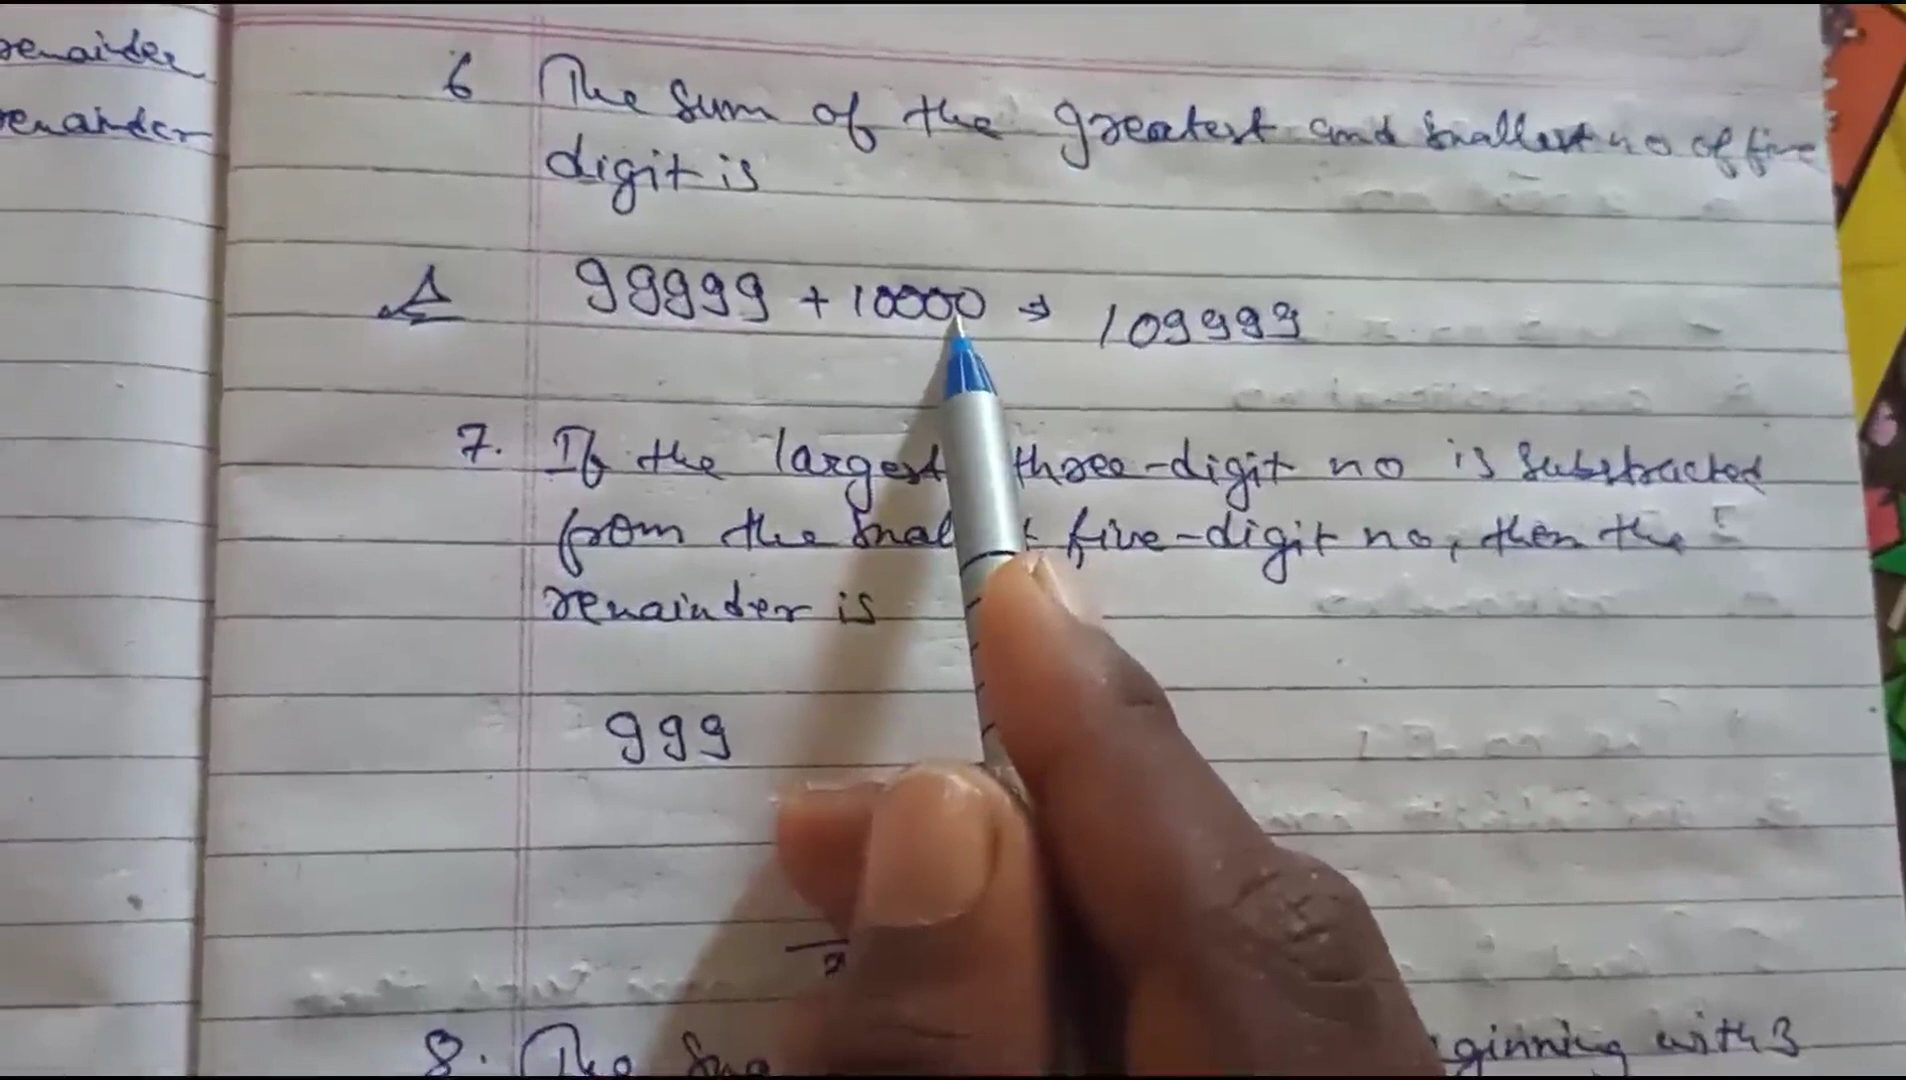 remainder
remainder
6 The Sum of the greatest and Smallest no of five
digit is
99999 + 10000 → 109999
7. If the largest three-digit no is Substracted
from the five-digit no, then the
remainder is
999
8. The with 3